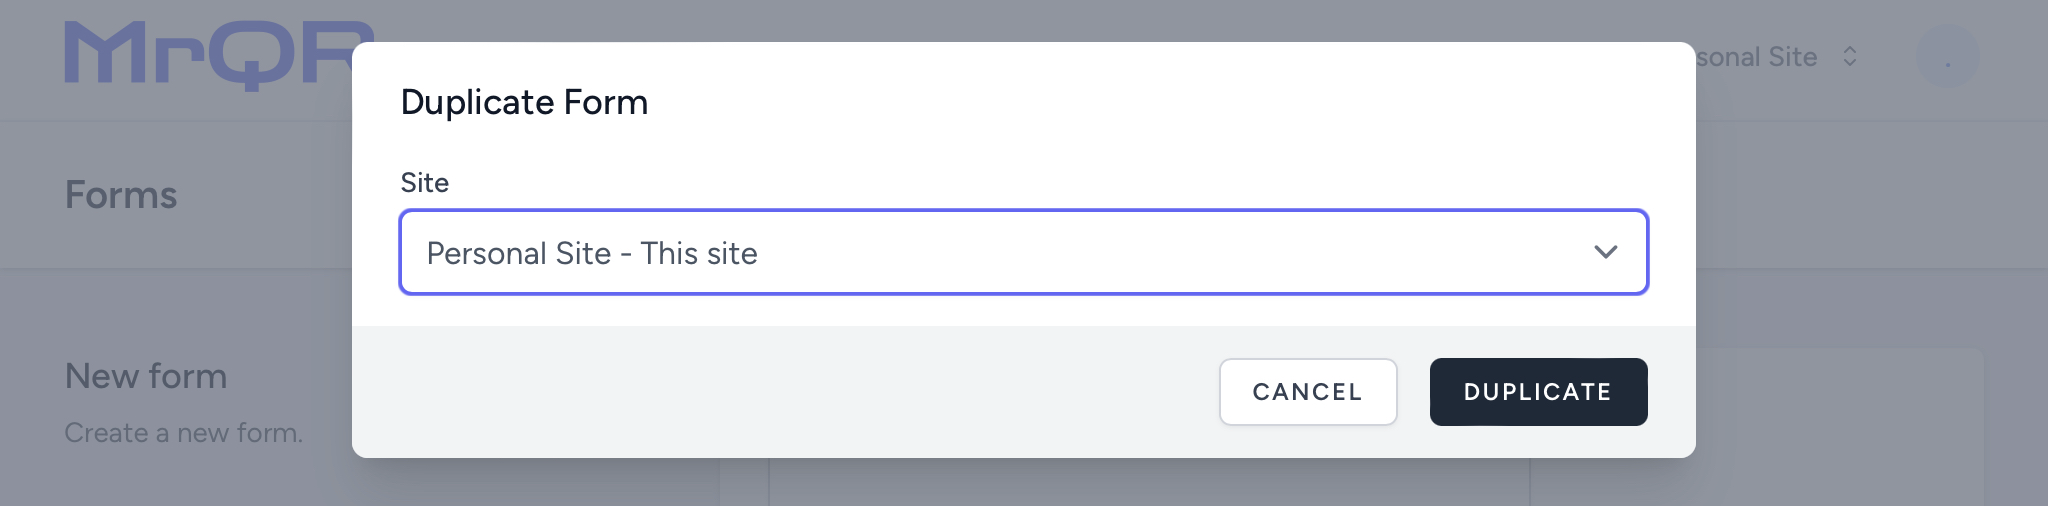 MrQR
sonal Site
Duplicate Form
Site
Personal Site - This site
Forms
New form
Create a new form.
CANCEL
DUPLICATE